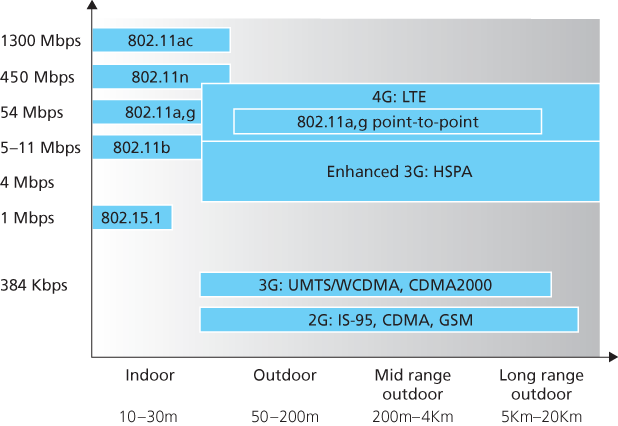 1300 Mbps
802.11ac
450 Mbps
802.11n
4G: LTE
54 Mbps
802.11a,g
802.11a,g point-to-point
5–11 Mbps
802.11b
Enhanced 3G: HSPA
4 Mbps
1 Mbps
802.15.1
384 Kbps
3G: UMTS/WCDMA, CDMA2000
2G: IS-95, CDMA, GSM
Indoor
Outdoor
Mid range
outdoor
Long range
outdoor
10–30m
50–200m
200m–4Km
5Km–20Km